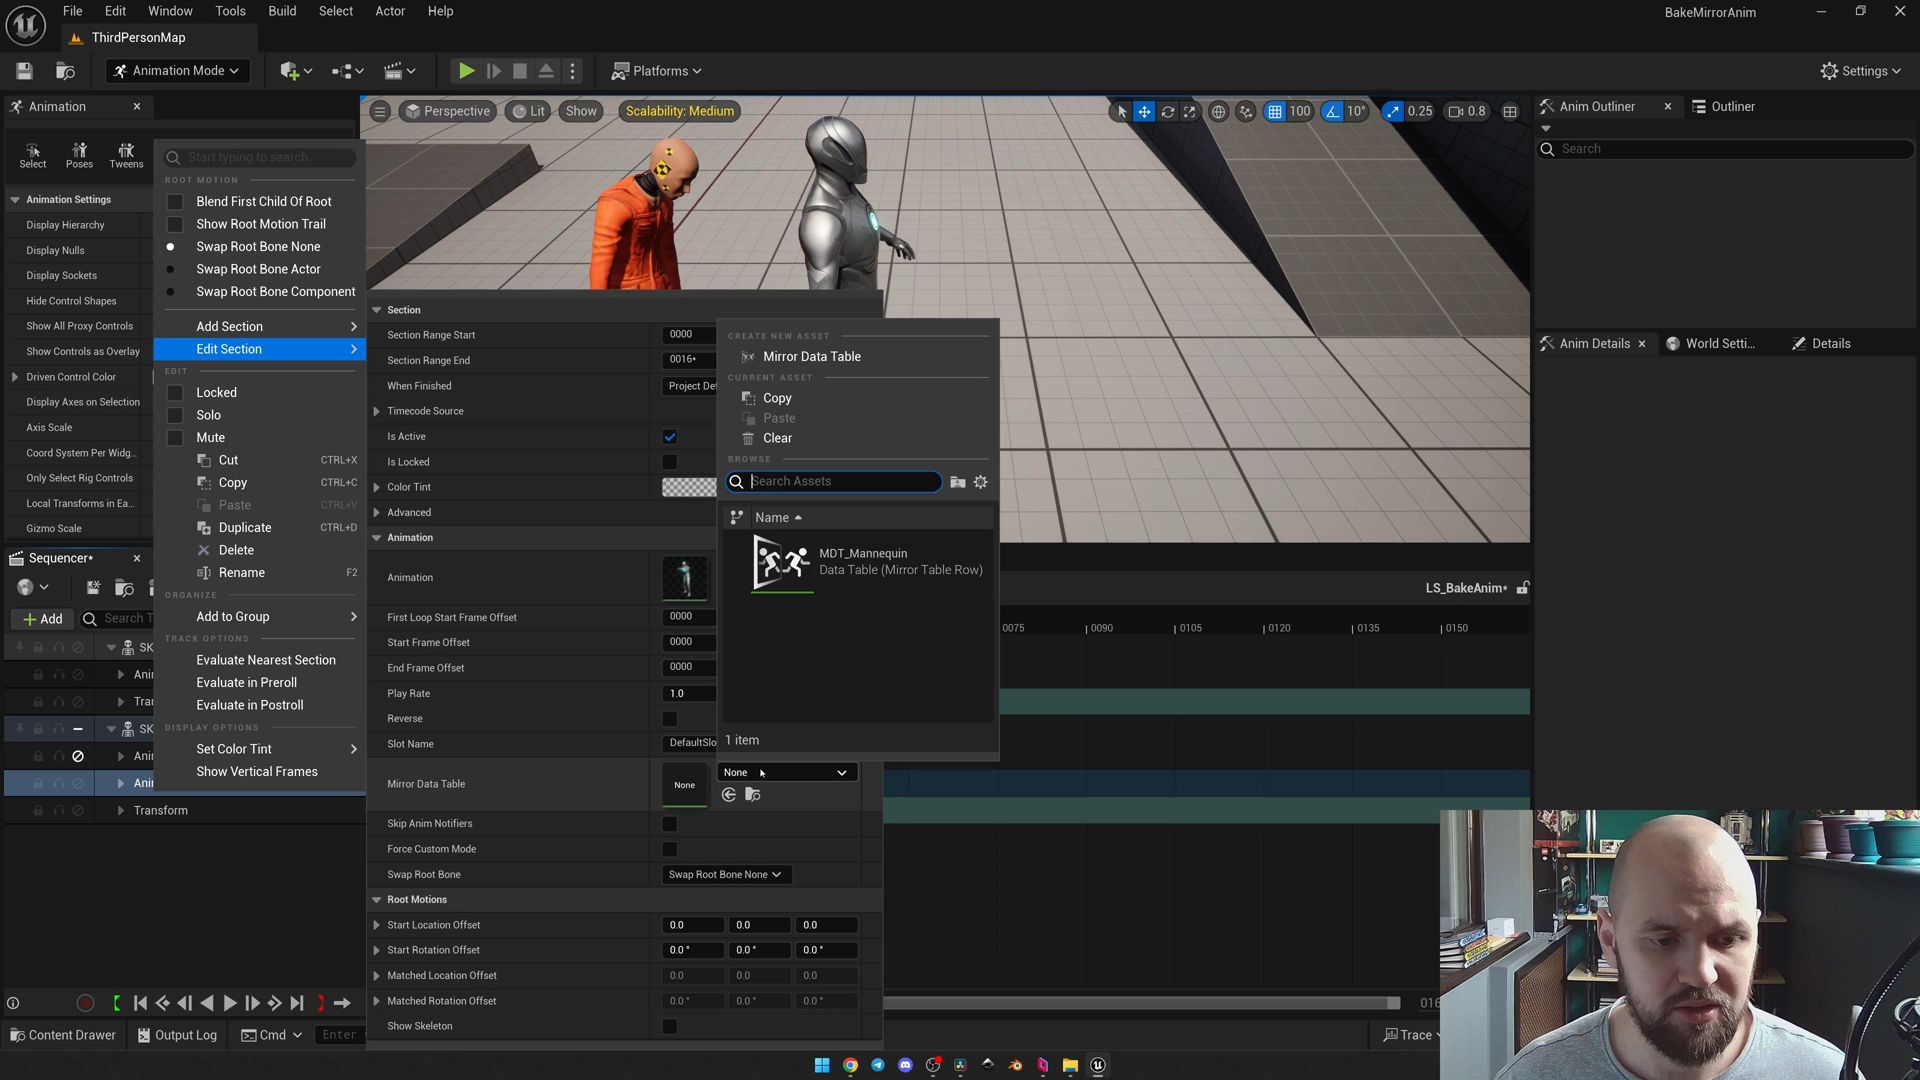 File Edit Window Tools Build Select Actor Help
BakeMirrorAnim
ThirdPersonMap
Animation Mode
Platforms
Settings
Animation
Perspective
Lit
Show
Scalability: Medium
100
10°
0.25
0.8
Anim Outliner
Outliner
Search
Select
Poses
Tweens
Animation Settings
Display Hierarchy
Display Nulls
Display Sockets
Hide Control Shapes
Show All Proxy Controls
Show Controls as Overlay
Driven Control Color
Display Axes on Selection
Axis Scale
Coord System Per Widg...
Only Select Rig Controls
Local Transforms in Ea...
Gizmo Scale
Start typing to search
ROOT MOTION
Blend First Child Of Root
Show Root Motion Trail
Swap Root Bone None
Swap Root Bone Actor
Swap Root Bone Component
Add Section
Edit Section
EDIT
Locked
Solo
Mute
Cut CTRL+X
Copy CTRL+C
Paste CTRL+V
Duplicate CTRL+D
Delete
Rename F2
ORGANIZE
Add to Group
TRACK OPTIONS
Evaluate Nearest Section
Evaluate in Preroll
Evaluate in Postroll
DISPLAY OPTIONS
Set Color Tint
Show Vertical Frames
Section
Section Range Start 0000
Section Range End 0016*
When Finished Project Def
Timecode Source
Is Active
Is Locked
Color Tint
Advanced
Animation
Animation
First Loop Start Frame Offset 0000
Start Frame Offset 0000
End Frame Offset 0000
Play Rate 1.0
Reverse
Slot Name DefaultSlo
Mirror Data Table None None
Skip Anim Notifiers
Force Custom Mode
Swap Root Bone Swap Root Bone None
Root Motions
Start Location Offset 0.0 0.0 0.0
Start Rotation Offset 0.0 ° 0.0 ° 0.0 °
Matched Location Offset 0.0 0.0 0.0
Matched Rotation Offset 0.0 ° 0.0 ° 0.0 °
Show Skeleton
CREATE NEW ASSET
Mirror Data Table
CURRENT ASSET
Copy
Paste
Clear
BROWSE
Search Assets
Name
MDT_Mannequin
Data Table (Mirror Table Row)
1 item
Anim Details
World Setti...
Details
Sequencer*
LS_BakeAnim*
Add
Search T
0075 0090 0105 0120 0135 0150
SK
Ani
Tra
SK
Ani
Ani
Transform
016
Content Drawer
Output Log
Cmd
Enter
Trace